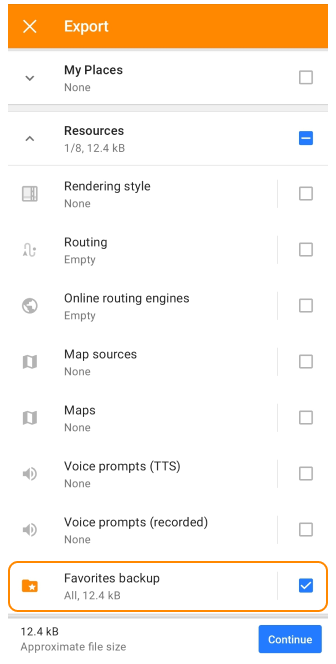 Export
My Places
None
Resources
1/8, 12.4 kB
Rendering style
None
Routing
Empty
Online routing engines
Empty
Map sources
None
Maps
None
Voice prompts (TTS)
None
Voice prompts (recorded)
None
Favorites backup
All, 12.4 kB
12.4 kB
Approximate file size
Continue